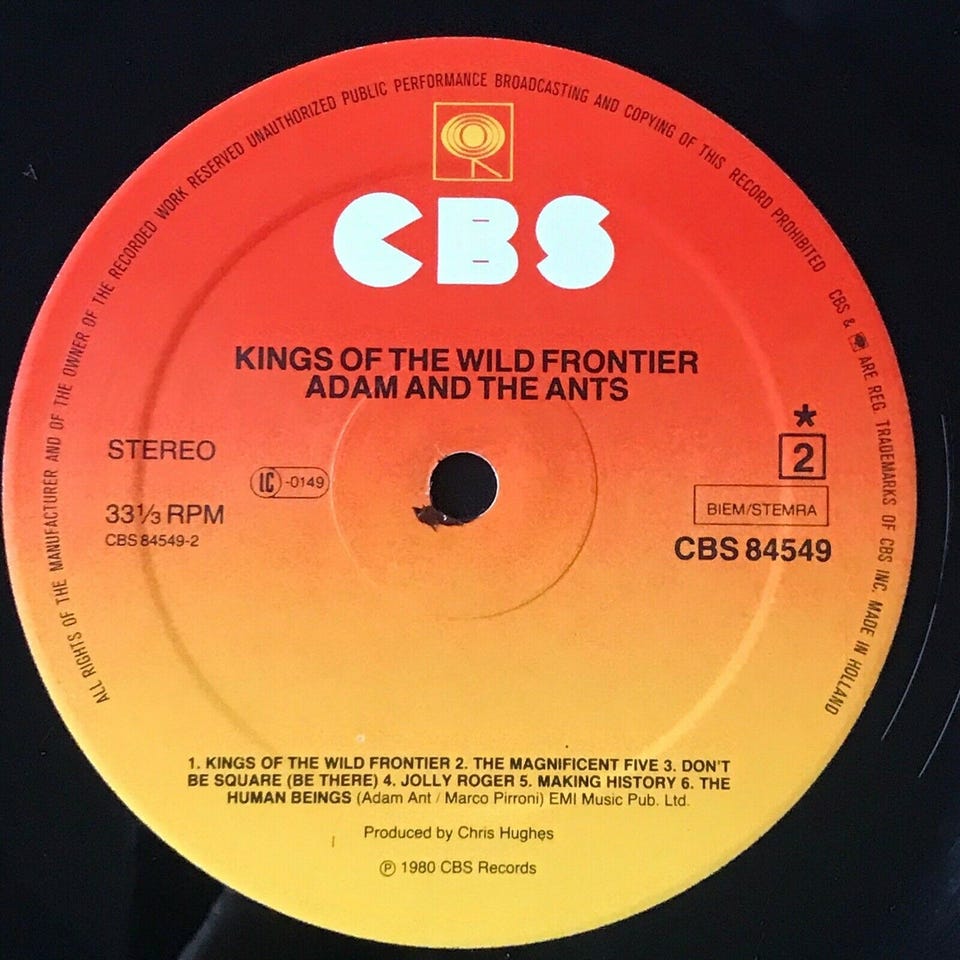 ALL RIGHTS OF THE MANUFACTURER AND OF THE OWNER OF THE RECORDED WORK RESERVED UNAUTHORIZED PUBLIC PERFORMANCE BROADCASTING AND COPYING OF THIS RECORD PROHIBITED CBS & ARE REG. TRADEMARKS OF CBS INC. MADE IN HOLLAND
CBS
KINGS OF THE WILD FRONTIER
ADAM AND THE ANTS
STEREO
LC-0149
33⅓ RPM
CBS 84549-2
*
2
BIEM/STEMRA
CBS 84549
1. KINGS OF THE WILD FRONTIER 2. THE MAGNIFICENT FIVE 3. DON'T
BE SQUARE (BE THERE) 4. JOLLY ROGER 5. MAKING HISTORY 6. THE
HUMAN BEINGS (Adam Ant / Marco Pirroni) EMI Music Pub. Ltd.
Produced by Chris Hughes
℗ 1980 CBS Records